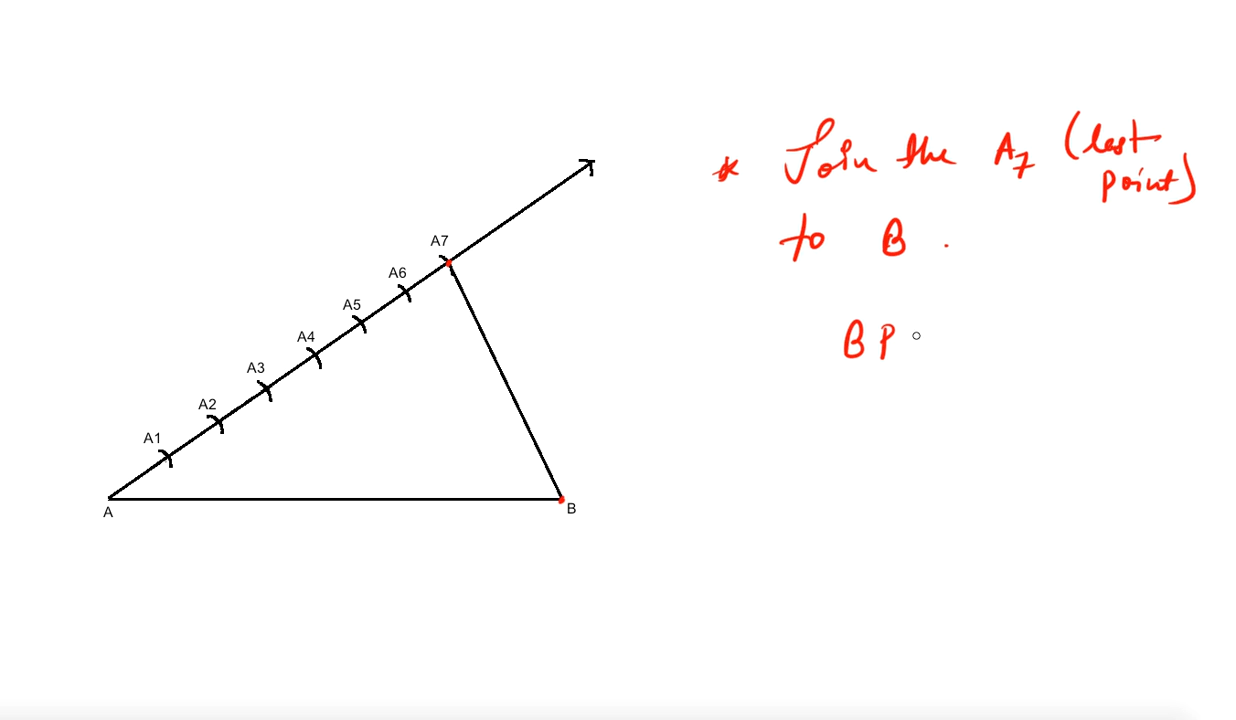 * Join the A7 (last
point)
to B.
BP
A7
A6
A5
A4
A3
A2
A1
A
B